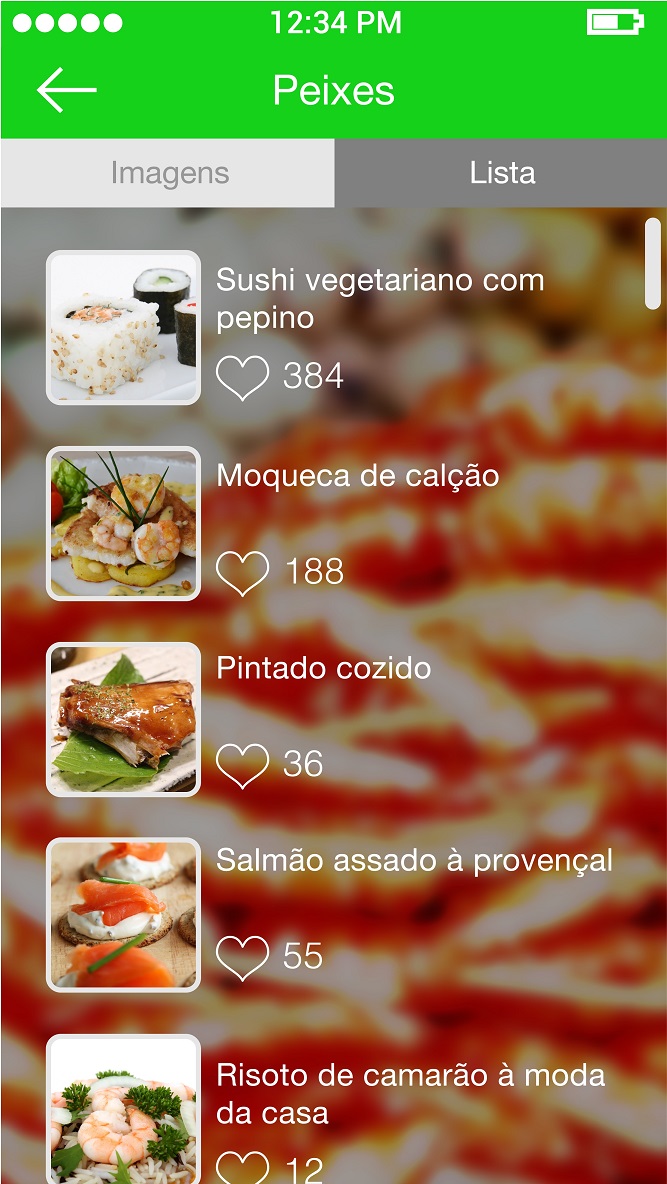 12:34 PM
Peixes
Imagens
Lista
Sushi vegetariano com
pepino
384
Moqueca de calção
188
Pintado cozido
36
Salmão assado à provençal
55
Risoto de camarão à moda
da casa
12